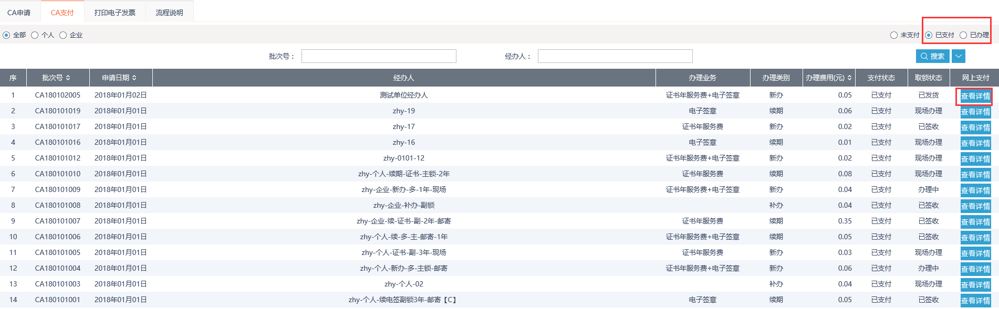 CA申请 CA支付 打印电子发票 流程说明
全部 个人 企业 未支付 已支付 已办理
批次号： 经办人： 搜索
序 批次号 申请日期 经办人 办理业务 办理类别 办理费用(元) 支付状态 取锁状态 网上支付
1 CA180102005 2018年01月02日 测试单位经办人 证书年服务费+电子签章 新办 0.05 已支付 已发货 查看详情
2 CA180101019 2018年01月01日 zhy-19 电子签章 续期 0.06 已支付 现场办理 查看详情
3 CA180101017 2018年01月01日 zhy-17 证书年服务费 新办 0.02 已支付 已签收 查看详情
4 CA180101016 2018年01月01日 zhy-16 电子签章 续期 0.01 已支付 现场办理 查看详情
5 CA180101012 2018年01月01日 zhy-0101-12 证书年服务费+电子签章 新办 0.02 已支付 现场办理 查看详情
6 CA180101010 2018年01月01日 zhy-个人-续期-证书-主锁-2年 证书年服务费 续期 0.08 已支付 现场办理 查看详情
7 CA180101009 2018年01月01日 zhy-企业-新办-多-1年-现场 证书年服务费+电子签章 新办 0.04 已支付 办理中 查看详情
8 CA180101008 2018年01月01日 zhy-企业-补办-副锁 补办 0.04 已支付 已签收 查看详情
9 CA180101007 2018年01月01日 zhy-企业-续-证书-副-2年-邮寄 证书年服务费 续期 0.35 已支付 已签收 查看详情
10 CA180101006 2018年01月01日 zhy-个人-续-多-主-邮寄-1年 证书年服务费+电子签章 续期 0.05 已支付 已签收 查看详情
11 CA180101005 2018年01月01日 zhy-个人-证书-副-3年-现场 证书年服务费 新办 0.03 已支付 现场办理 查看详情
12 CA180101004 2018年01月01日 zhy-个人-新办-多-主锁-邮寄 证书年服务费+电子签章 新办 0.06 已支付 办理中 查看详情
13 CA180101003 2018年01月01日 zhy-个人-02 补办 0.04 已支付 现场办理 查看详情
14 CA180101001 2018年01月01日 zhy-个人-续电签副锁3年-邮寄【C】 电子签章 续期 0.05 已支付 已签收 查看详情